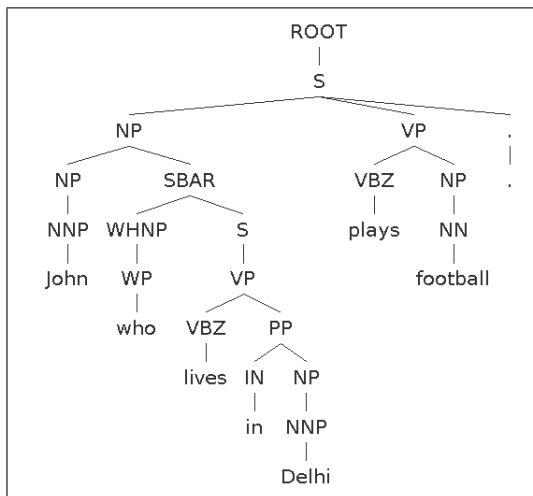 ROOT
S
NP VP .
NP SBAR VBZ NP .
NNP WHNP S plays NN
John WP VP football
who VBZ PP
lives IN NP
in NNP
Delhi